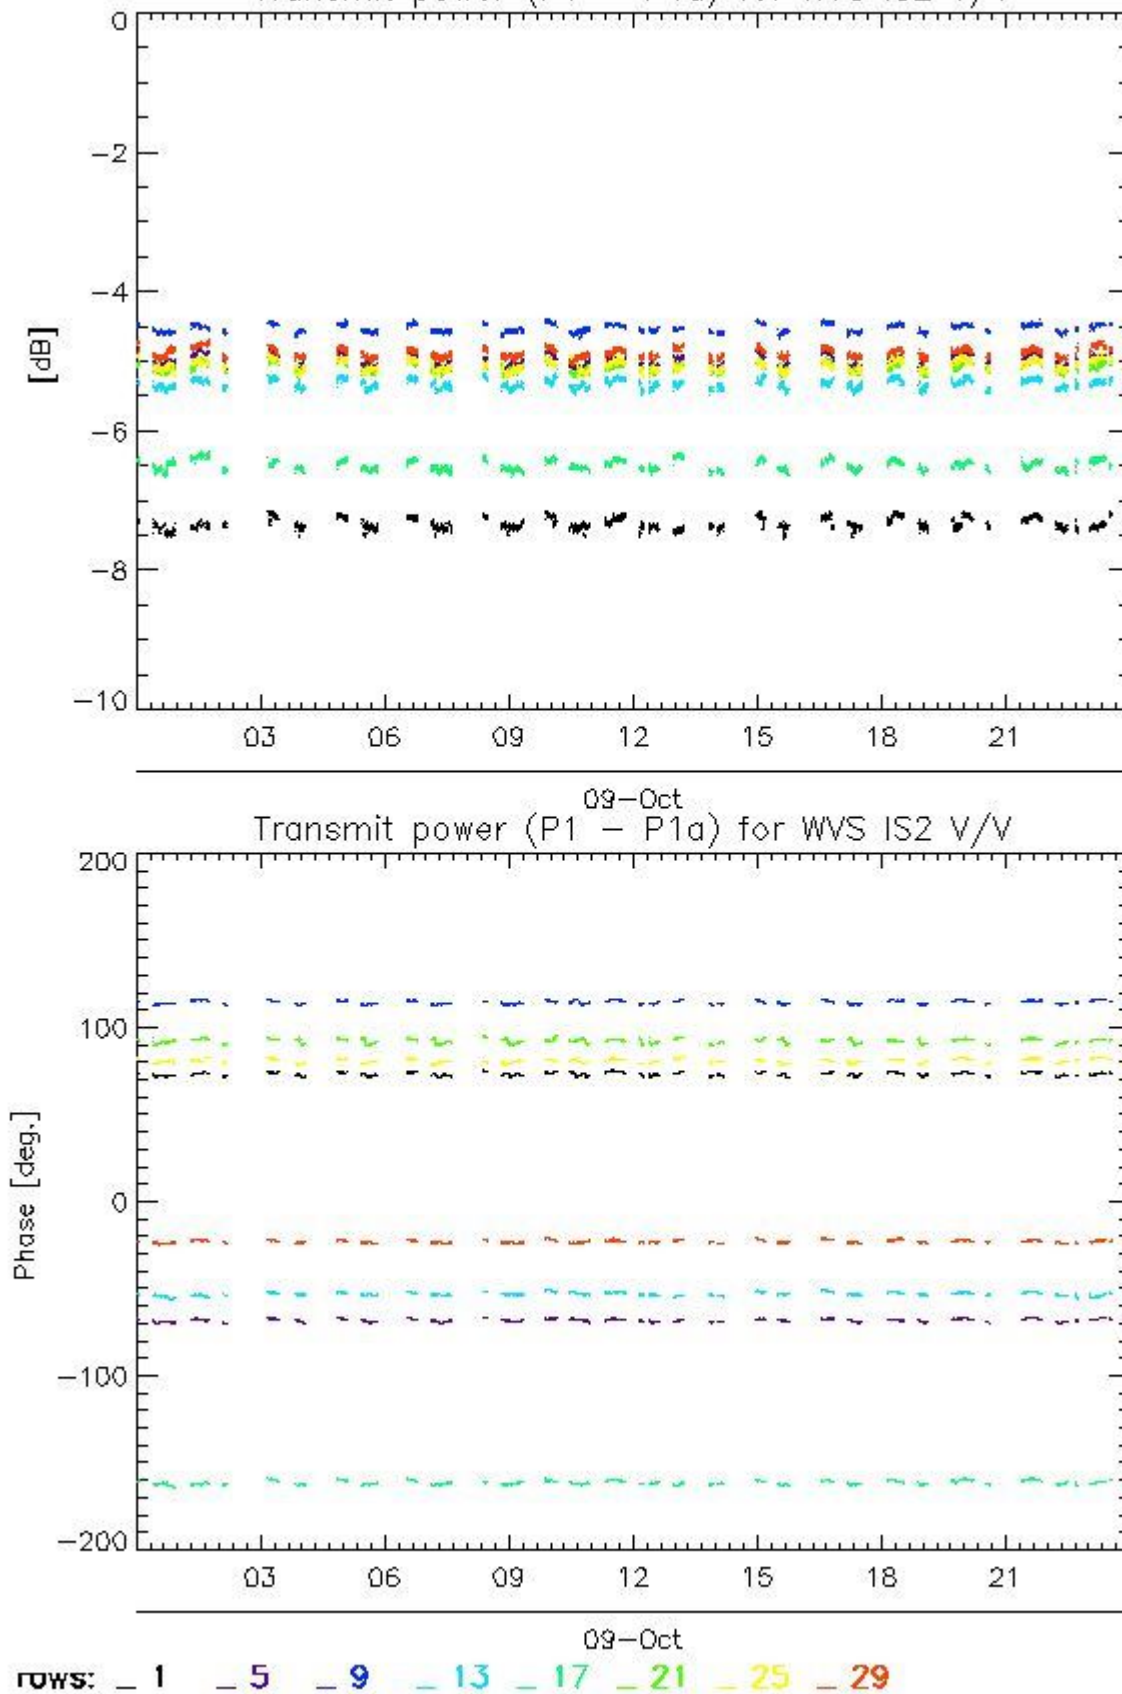 0
−2
−4
[dB]
−6
−8
−10
03 06 09 12 15 18 21
09−Oct
Transmit power (P1 − P1a) for WVS IS2 V/V
200
100
Phase [deg.]
0
−100
−200
03 06 09 12 15 18 21
09−Oct
rows: _ 1 _ 5 _ 9 _ 13 _ 17 _ 21 _ 25 _ 29